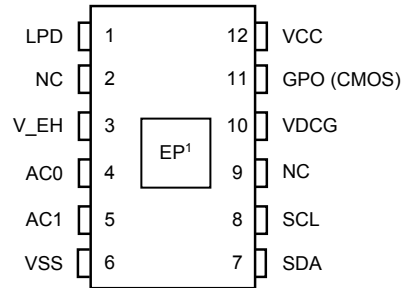 LPD 1 12 VCC
NC 2 11 GPO (CMOS)
V_EH 3 10 VDCG
EP¹
AC0 4 9 NC
AC1 5 8 SCL
VSS 6 7 SDA